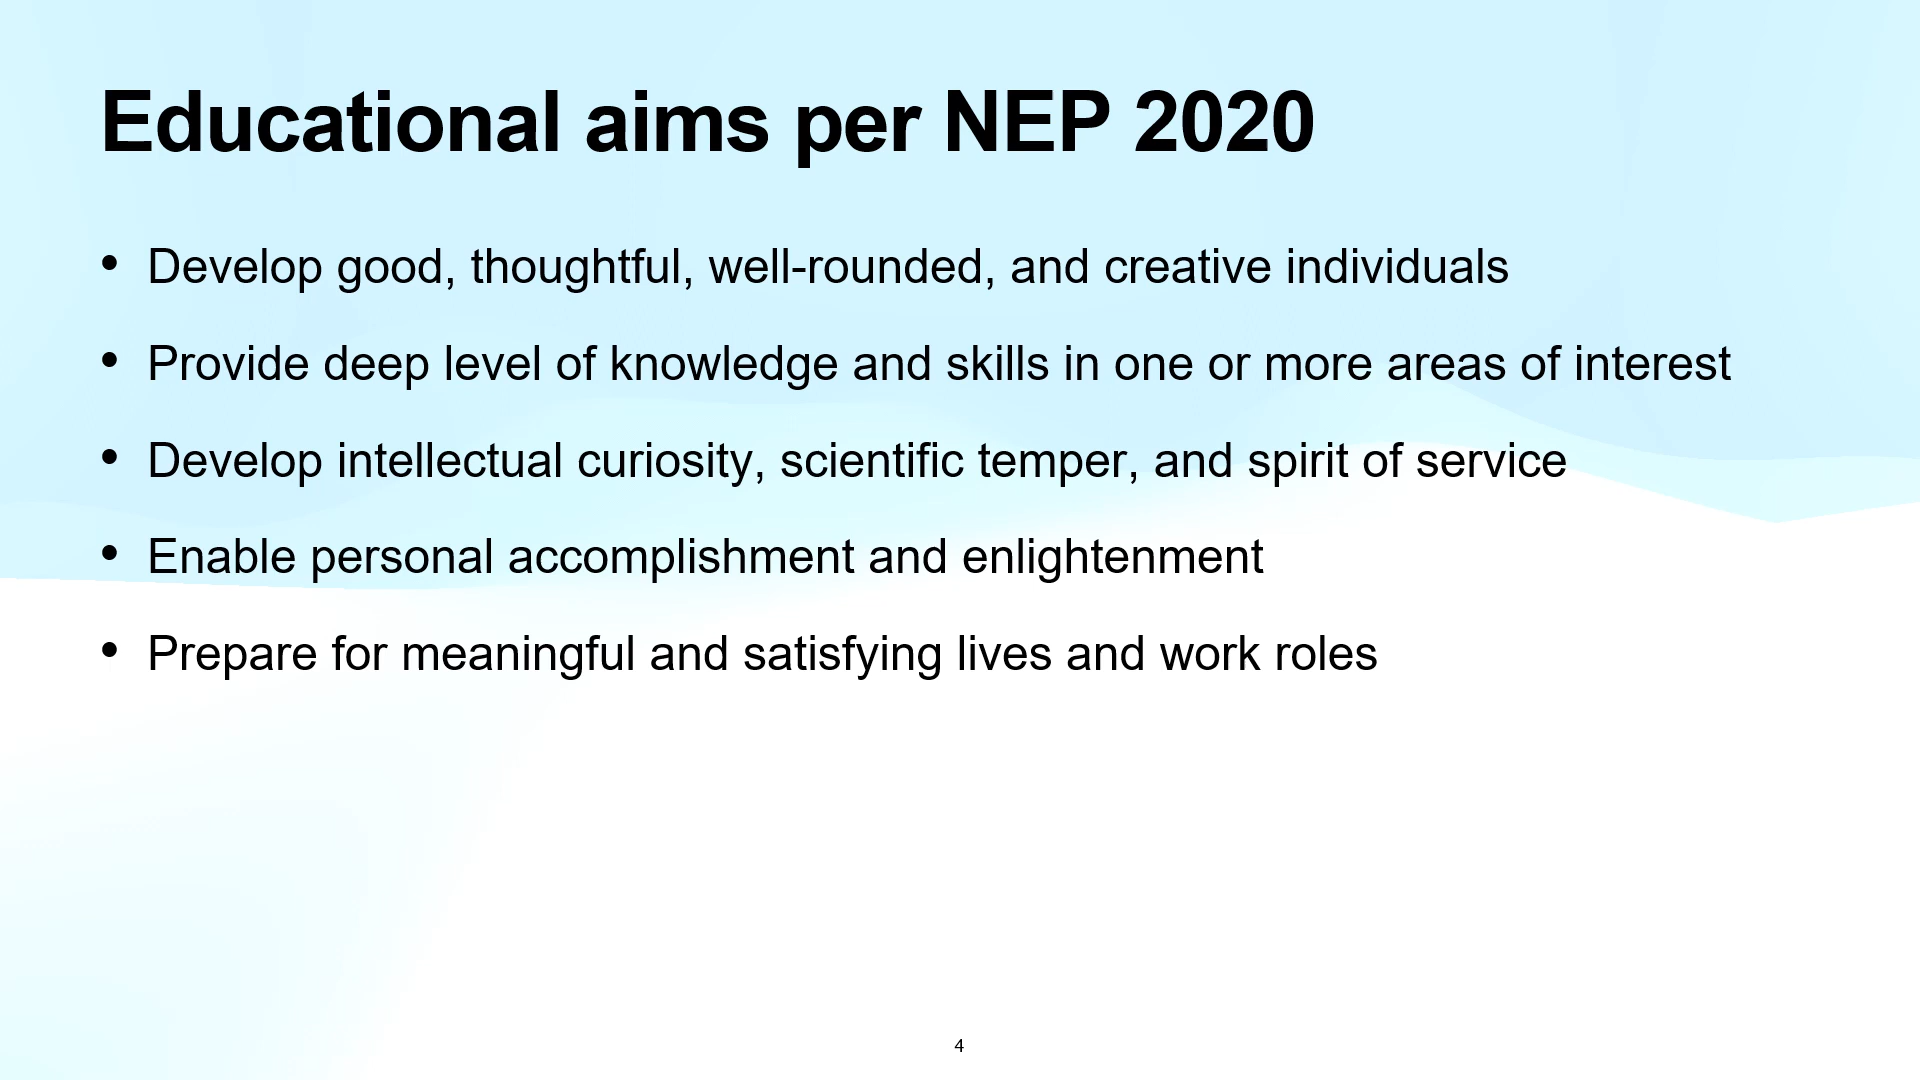 Educational aims per NEP 2020
• Develop good, thoughtful, well-rounded, and creative individuals
• Provide deep level of knowledge and skills in one or more areas of interest
• Develop intellectual curiosity, scientific temper, and spirit of service
• Enable personal accomplishment and enlightenment
• Prepare for meaningful and satisfying lives and work roles
4